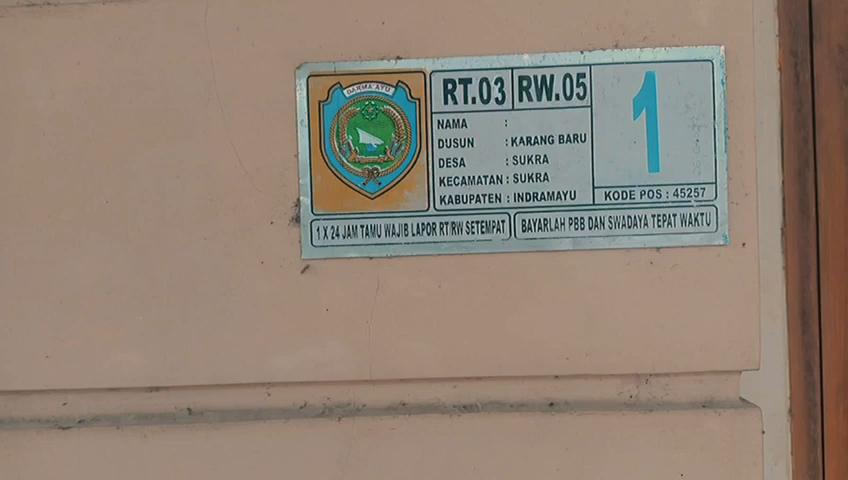 DARMA AYU
RT.03 RW.05
1
NAMA :
DUSUN : KARANG BARU
DESA : SUKRA
KECAMATAN : SUKRA
KABUPATEN : INDRAMAYU
KODE POS : 45257
1 X 24 JAM TAMU WAJIB LAPOR RT/RW SETEMPAT
BAYARLAH PBB DAN SWADAYA TEPAT WAKTU